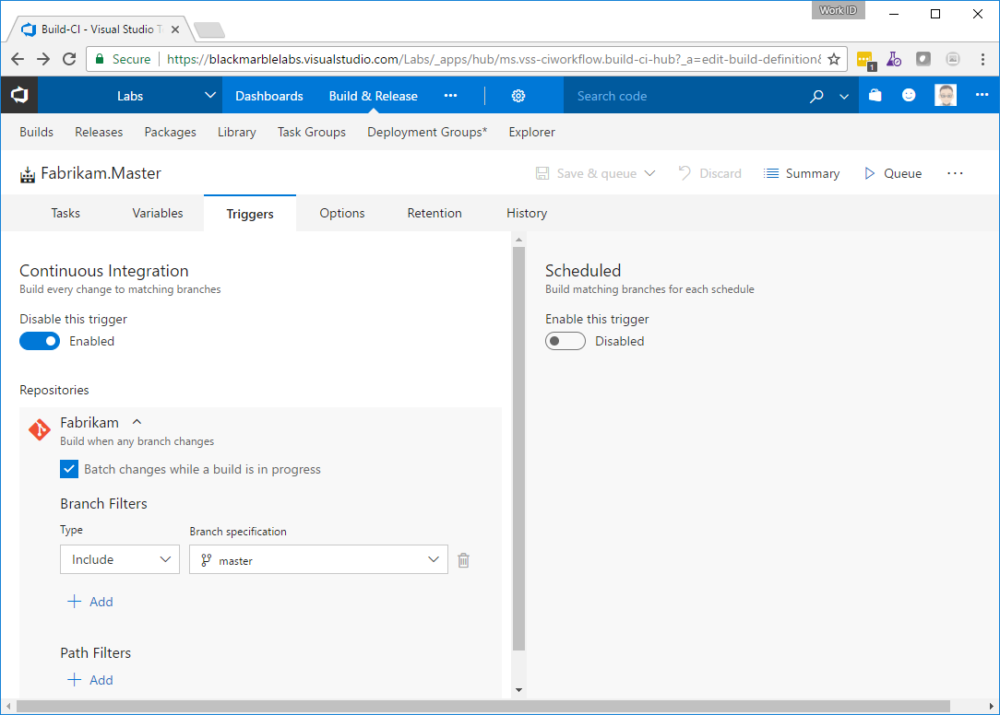 Work ID
Build-CI - Visual Studio T
Secure https://blackmarblelabs.visualstudio.com/Labs/_apps/hub/ms.vss-ciworkflow.build-ci-hub?_a=edit-build-definition&
1
Labs Dashboards Build & Release Search code
Builds Releases Packages Library Task Groups Deployment Groups* Explorer
Fabrikam.Master Save & queue Discard Summary Queue
Tasks Variables Triggers Options Retention History
Continuous Integration
Build every change to matching branches
Disable this trigger
Enabled
Repositories
Fabrikam
Build when any branch changes
Batch changes while a build is in progress
Branch Filters
Type Branch specification
Include master
Add
Path Filters
Add
Scheduled
Build matching branches for each schedule
Enable this trigger
Disabled